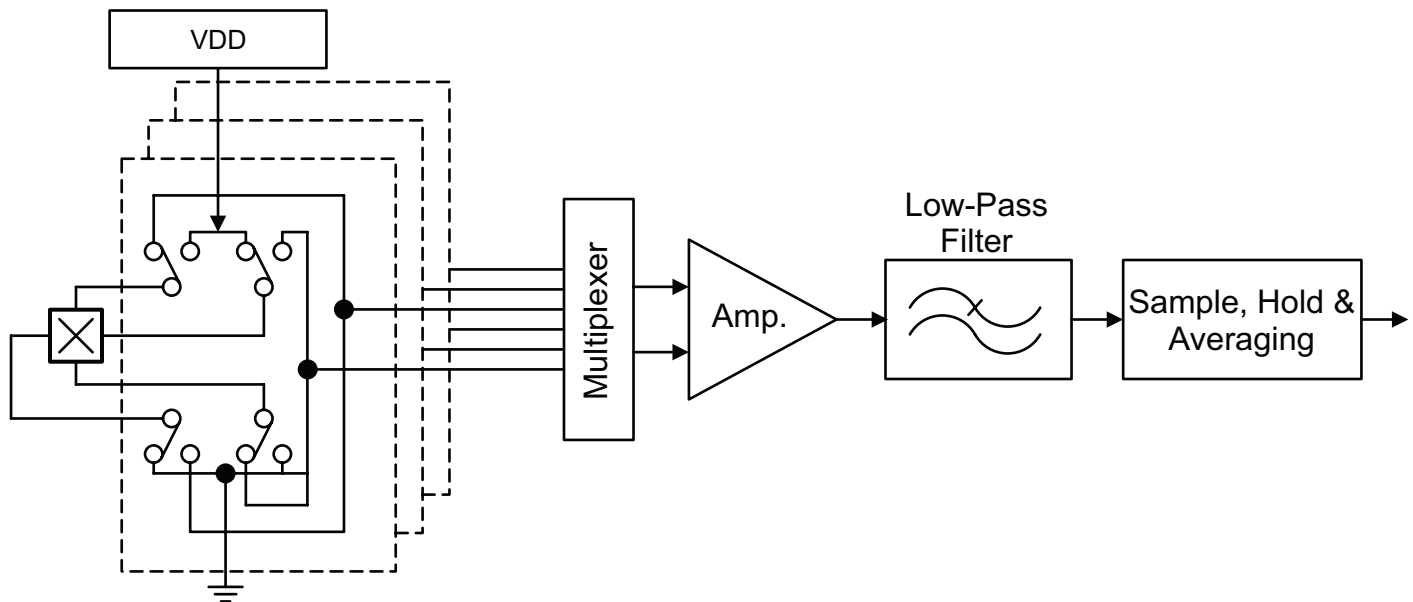 VDD
Multiplexer
Amp.
Low-Pass
Filter
Sample, Hold &
Averaging